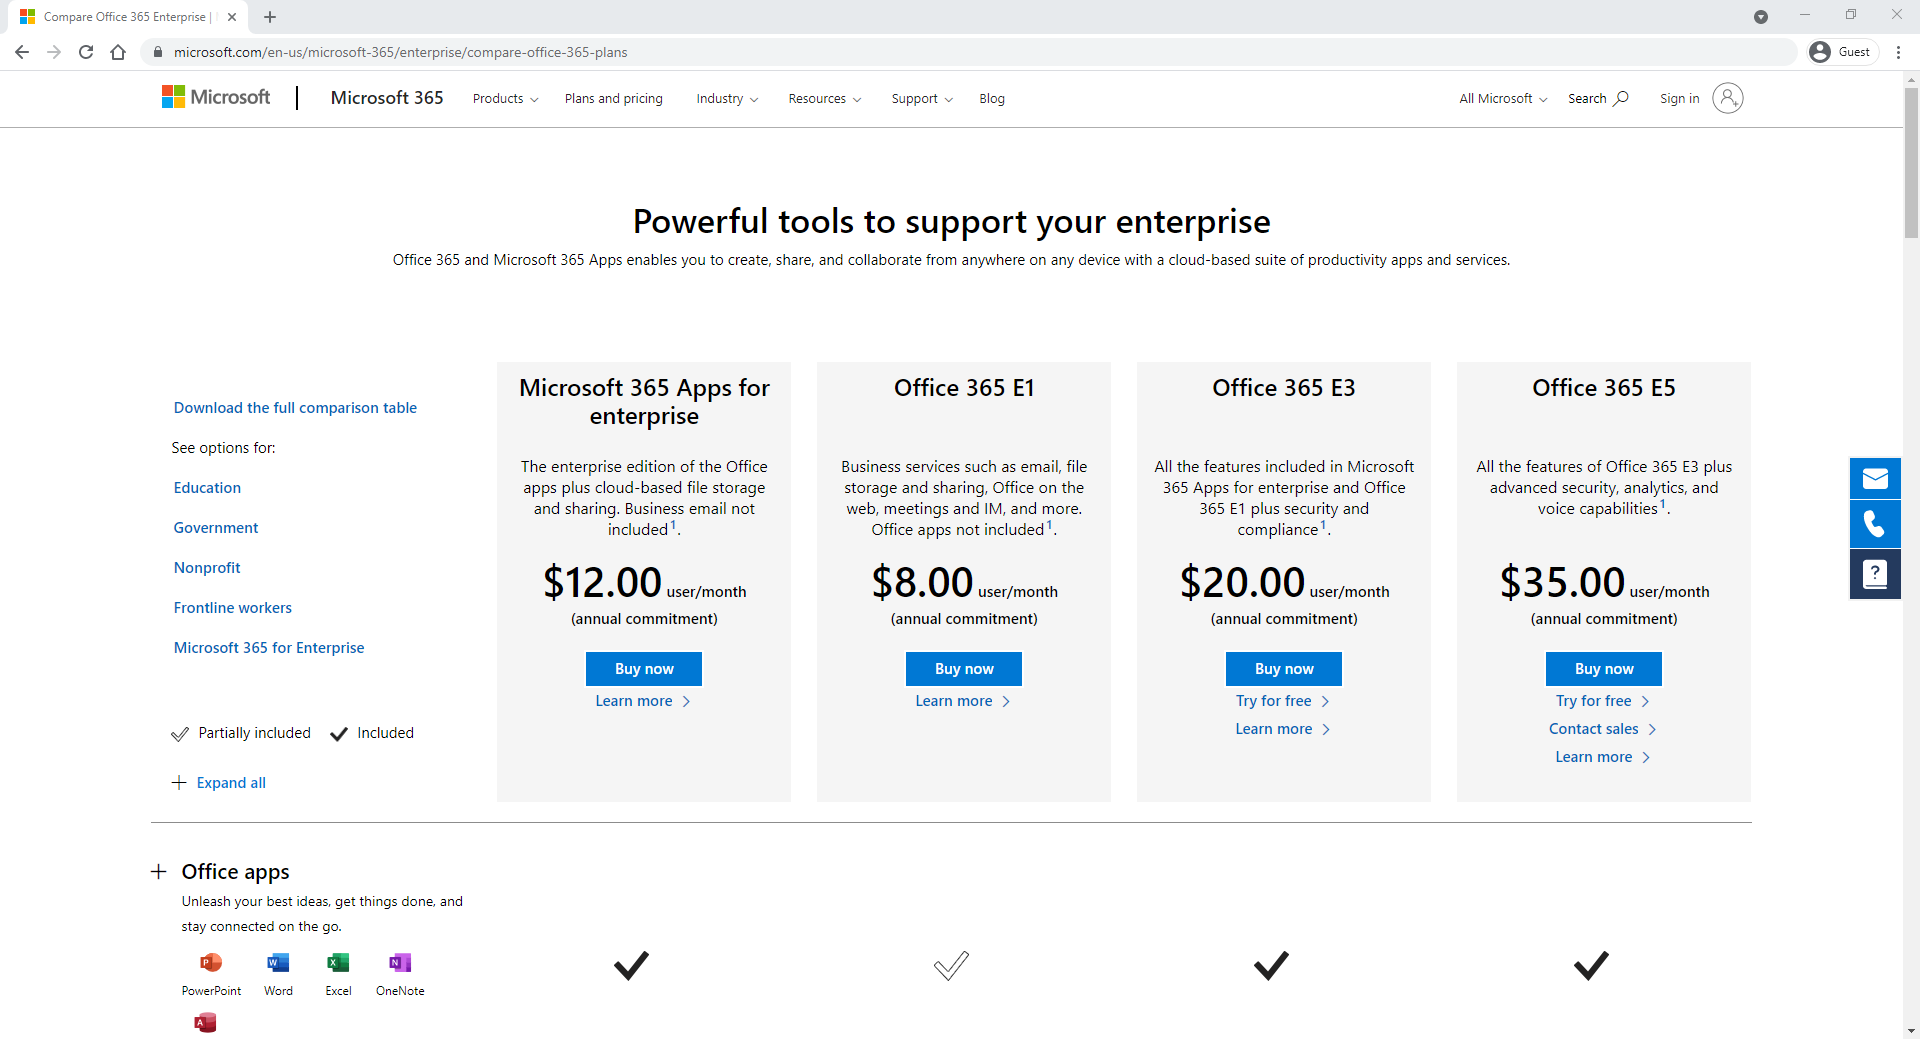 Compare Office 365 Enterprise |
microsoft.com/en-us/microsoft-365/enterprise/compare-office-365-plans
Guest
Microsoft
Microsoft 365
Products
Plans and pricing
Industry
Resources
Support
Blog
All Microsoft
Search
Sign in
Powerful tools to support your enterprise
Office 365 and Microsoft 365 Apps enables you to create, share, and collaborate from anywhere on any device with a cloud-based suite of productivity apps and services.
Download the full comparison table
See options for:
Education
Government
Nonprofit
Frontline workers
Microsoft 365 for Enterprise
Partially included
Included
Expand all
Microsoft 365 Apps for
enterprise
The enterprise edition of the Office
apps plus cloud-based file storage
and sharing. Business email not
included1.
$12.00 user/month
(annual commitment)
Buy now
Learn more
Office 365 E1
Business services such as email, file
storage and sharing, Office on the
web, meetings and IM, and more.
Office apps not included1.
$8.00 user/month
(annual commitment)
Buy now
Learn more
Office 365 E3
All the features included in Microsoft
365 Apps for enterprise and Office
365 E1 plus security and
compliance1.
$20.00 user/month
(annual commitment)
Buy now
Try for free
Learn more
Office 365 E5
All the features of Office 365 E3 plus
advanced security, analytics, and
voice capabilities1.
$35.00 user/month
(annual commitment)
Buy now
Try for free
Contact sales
Learn more
Office apps
Unleash your best ideas, get things done, and
stay connected on the go.
P
W
X
N
PowerPoint
Word
Excel
OneNote
A